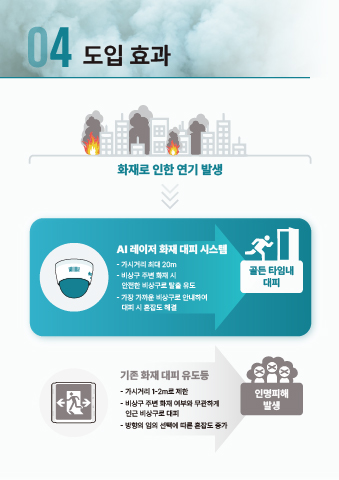 04 도입 효과
화재로 인한 연기 발생
AI 레이저 화재 대피 시스템
- 가시거리 최대 20m
- 비상구 주변 화재 시
안전한 비상구로 탈출 유도
- 가장 가까운 비상구로 안내하여
대피 시 혼잡도 해결
골든 타임내
대피
기존 화재 대피 유도등
- 가시거리 1-2m로 제한
- 비상구 주변 화재 여부와 무관하게
인근 비상구로 대피
- 방향의 임의 선택에 따른 혼잡도 증가
인명피해
발생